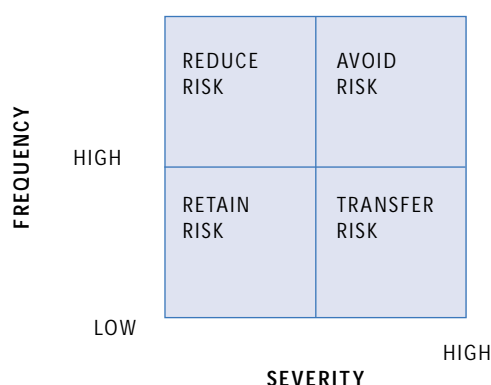 REDUCE
RISK
AVOID
RISK
FREQUENCY
HIGH
RETAIN
RISK
TRANSFER
RISK
LOW
HIGH
SEVERITY